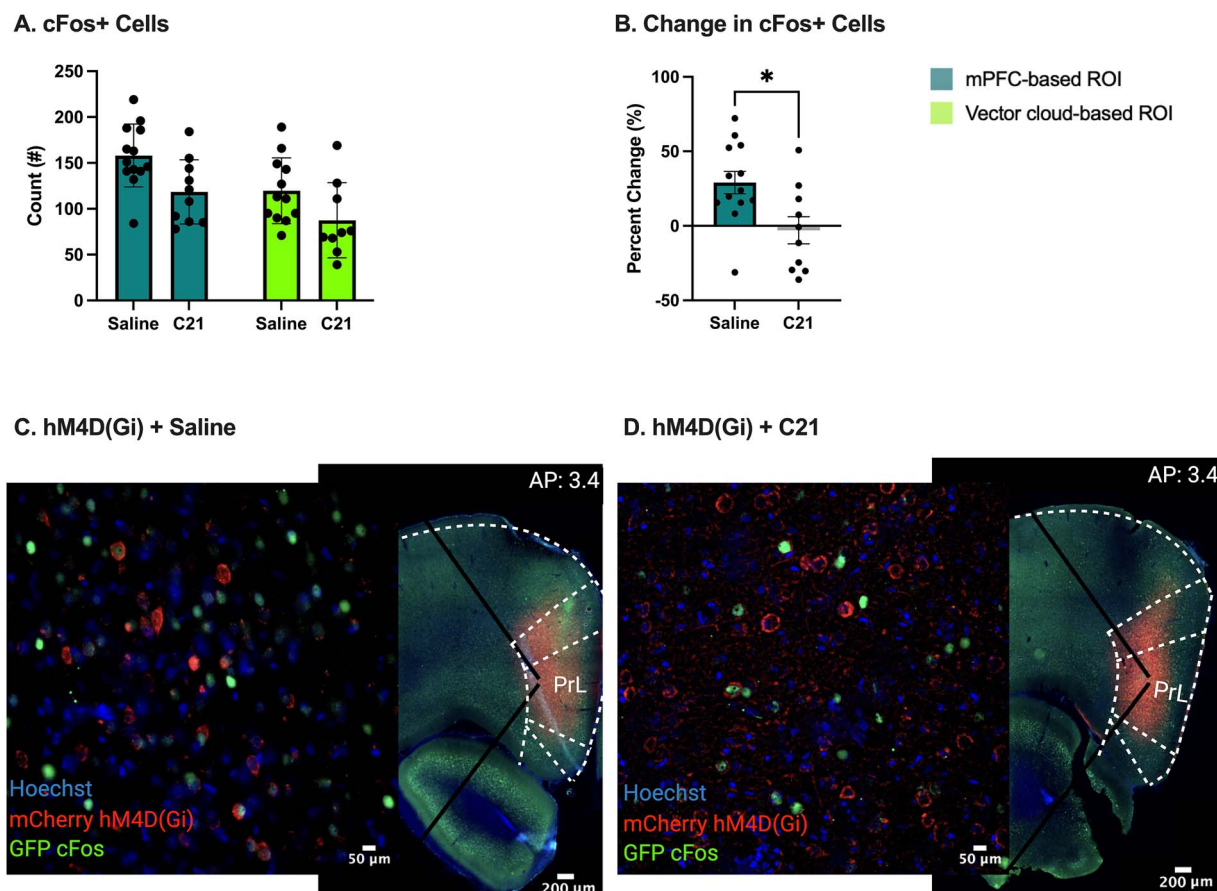 A. cFos+ Cells
250
200
150
100
50
0
Count (#)
Saline
C21
Saline
C21
B. Change in cFos+ Cells
100
50
0
-50
Percent Change (%)
*
Saline
C21
mPFC-based ROI
Vector cloud-based ROI
C. hM4D(Gi) + Saline
AP: 3.4
PrL
Hoechst
mCherry hM4D(Gi)
GFP cFos
50 µm
200 µm
D. hM4D(Gi) + C21
AP: 3.4
PrL
Hoechst
mCherry hM4D(Gi)
GFP cFos
50 µm
200 µm